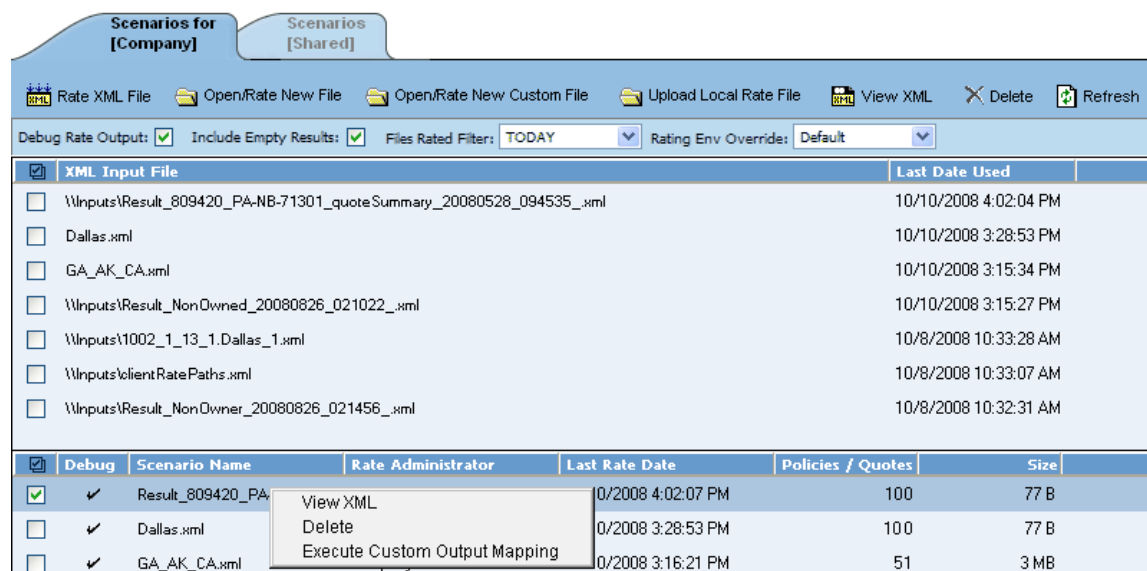 Scenarios for [Company]
Scenarios [Shared]
XML Rate XML File Open/Rate New File Open/Rate New Custom File Upload Local Rate File XML View XML Delete Refresh
Debug Rate Output: Include Empty Results: Files Rated Filter: TODAY Rating Env Override: Default
XML Input File Last Date Used
\\Inputs\Result_809420_PA-NB-71301_quoteSummary_20080528_094535_.xml 10/10/2008 4:02:04 PM
Dallas.xml 10/10/2008 3:28:53 PM
GA_AK_CA.xml 10/10/2008 3:15:34 PM
\\Inputs\Result_NonOwned_20080826_021022_.xml 10/10/2008 3:15:27 PM
\\Inputs\1002_1_13_1.Dallas_1.xml 10/8/2008 10:33:28 AM
\\Inputs\clientRatePaths.xml 10/8/2008 10:33:07 AM
\\Inputs\Result_NonOwner_20080826_021456_.xml 10/8/2008 10:32:31 AM
Debug Scenario Name Rate Administrator Last Rate Date Policies / Quotes Size
Result_809420_PA- 0/2008 4:02:07 PM 100 77 B
View XML
Dallas.xml 0/2008 3:28:53 PM 100 77 B
Delete
GA_AK_CA.xml 0/2008 3:16:21 PM 51 3 MB
Execute Custom Output Mapping